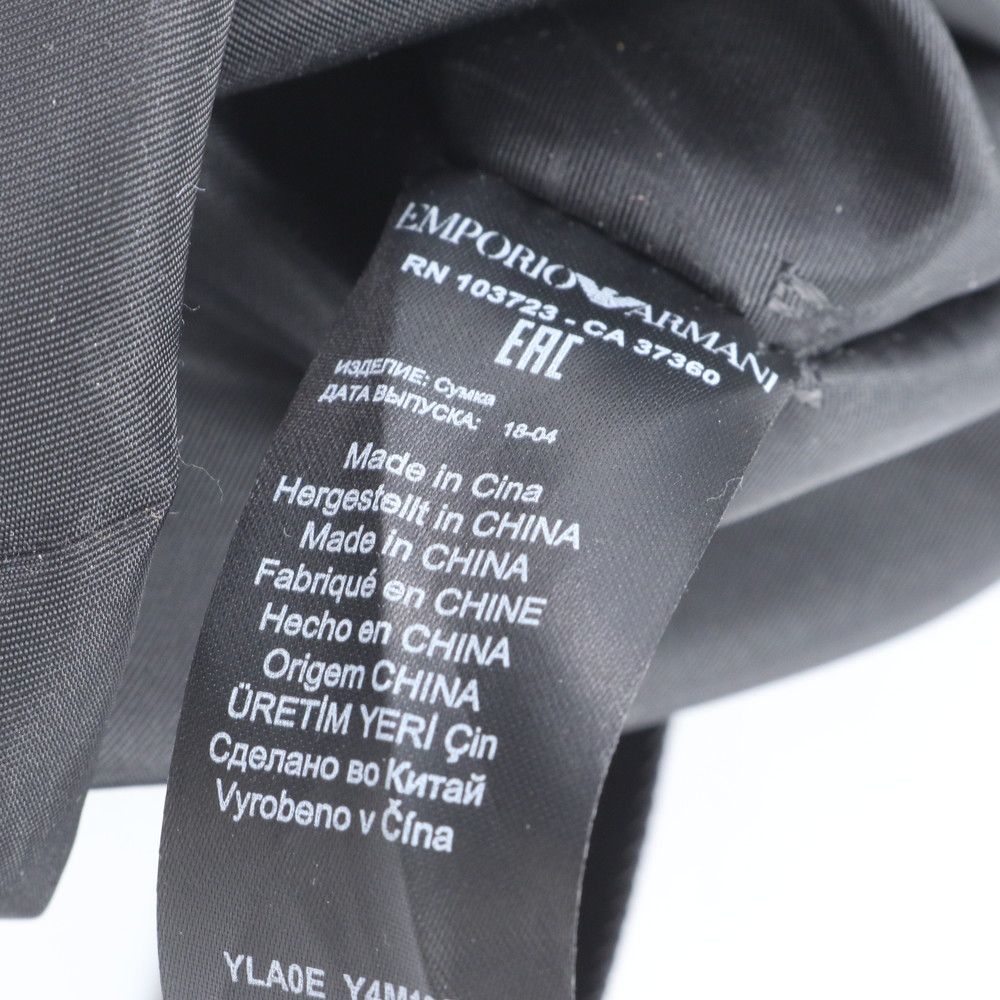 EMPORIO ARMANI
RN 103723 - CA 37360
EAC
ИЗДЕЛИЕ: Сумка
ДАТА ВЫПУСКА: 18-04
Made in Cina
Hergestellt in CHINA
Made in CHINA
Fabriqué en CHINE
Hecho en CHINA
Origem CHINA
ÜRETİM YERİ Çin
Сделано во Китай
Vyrobeno v Čína
YLA0E